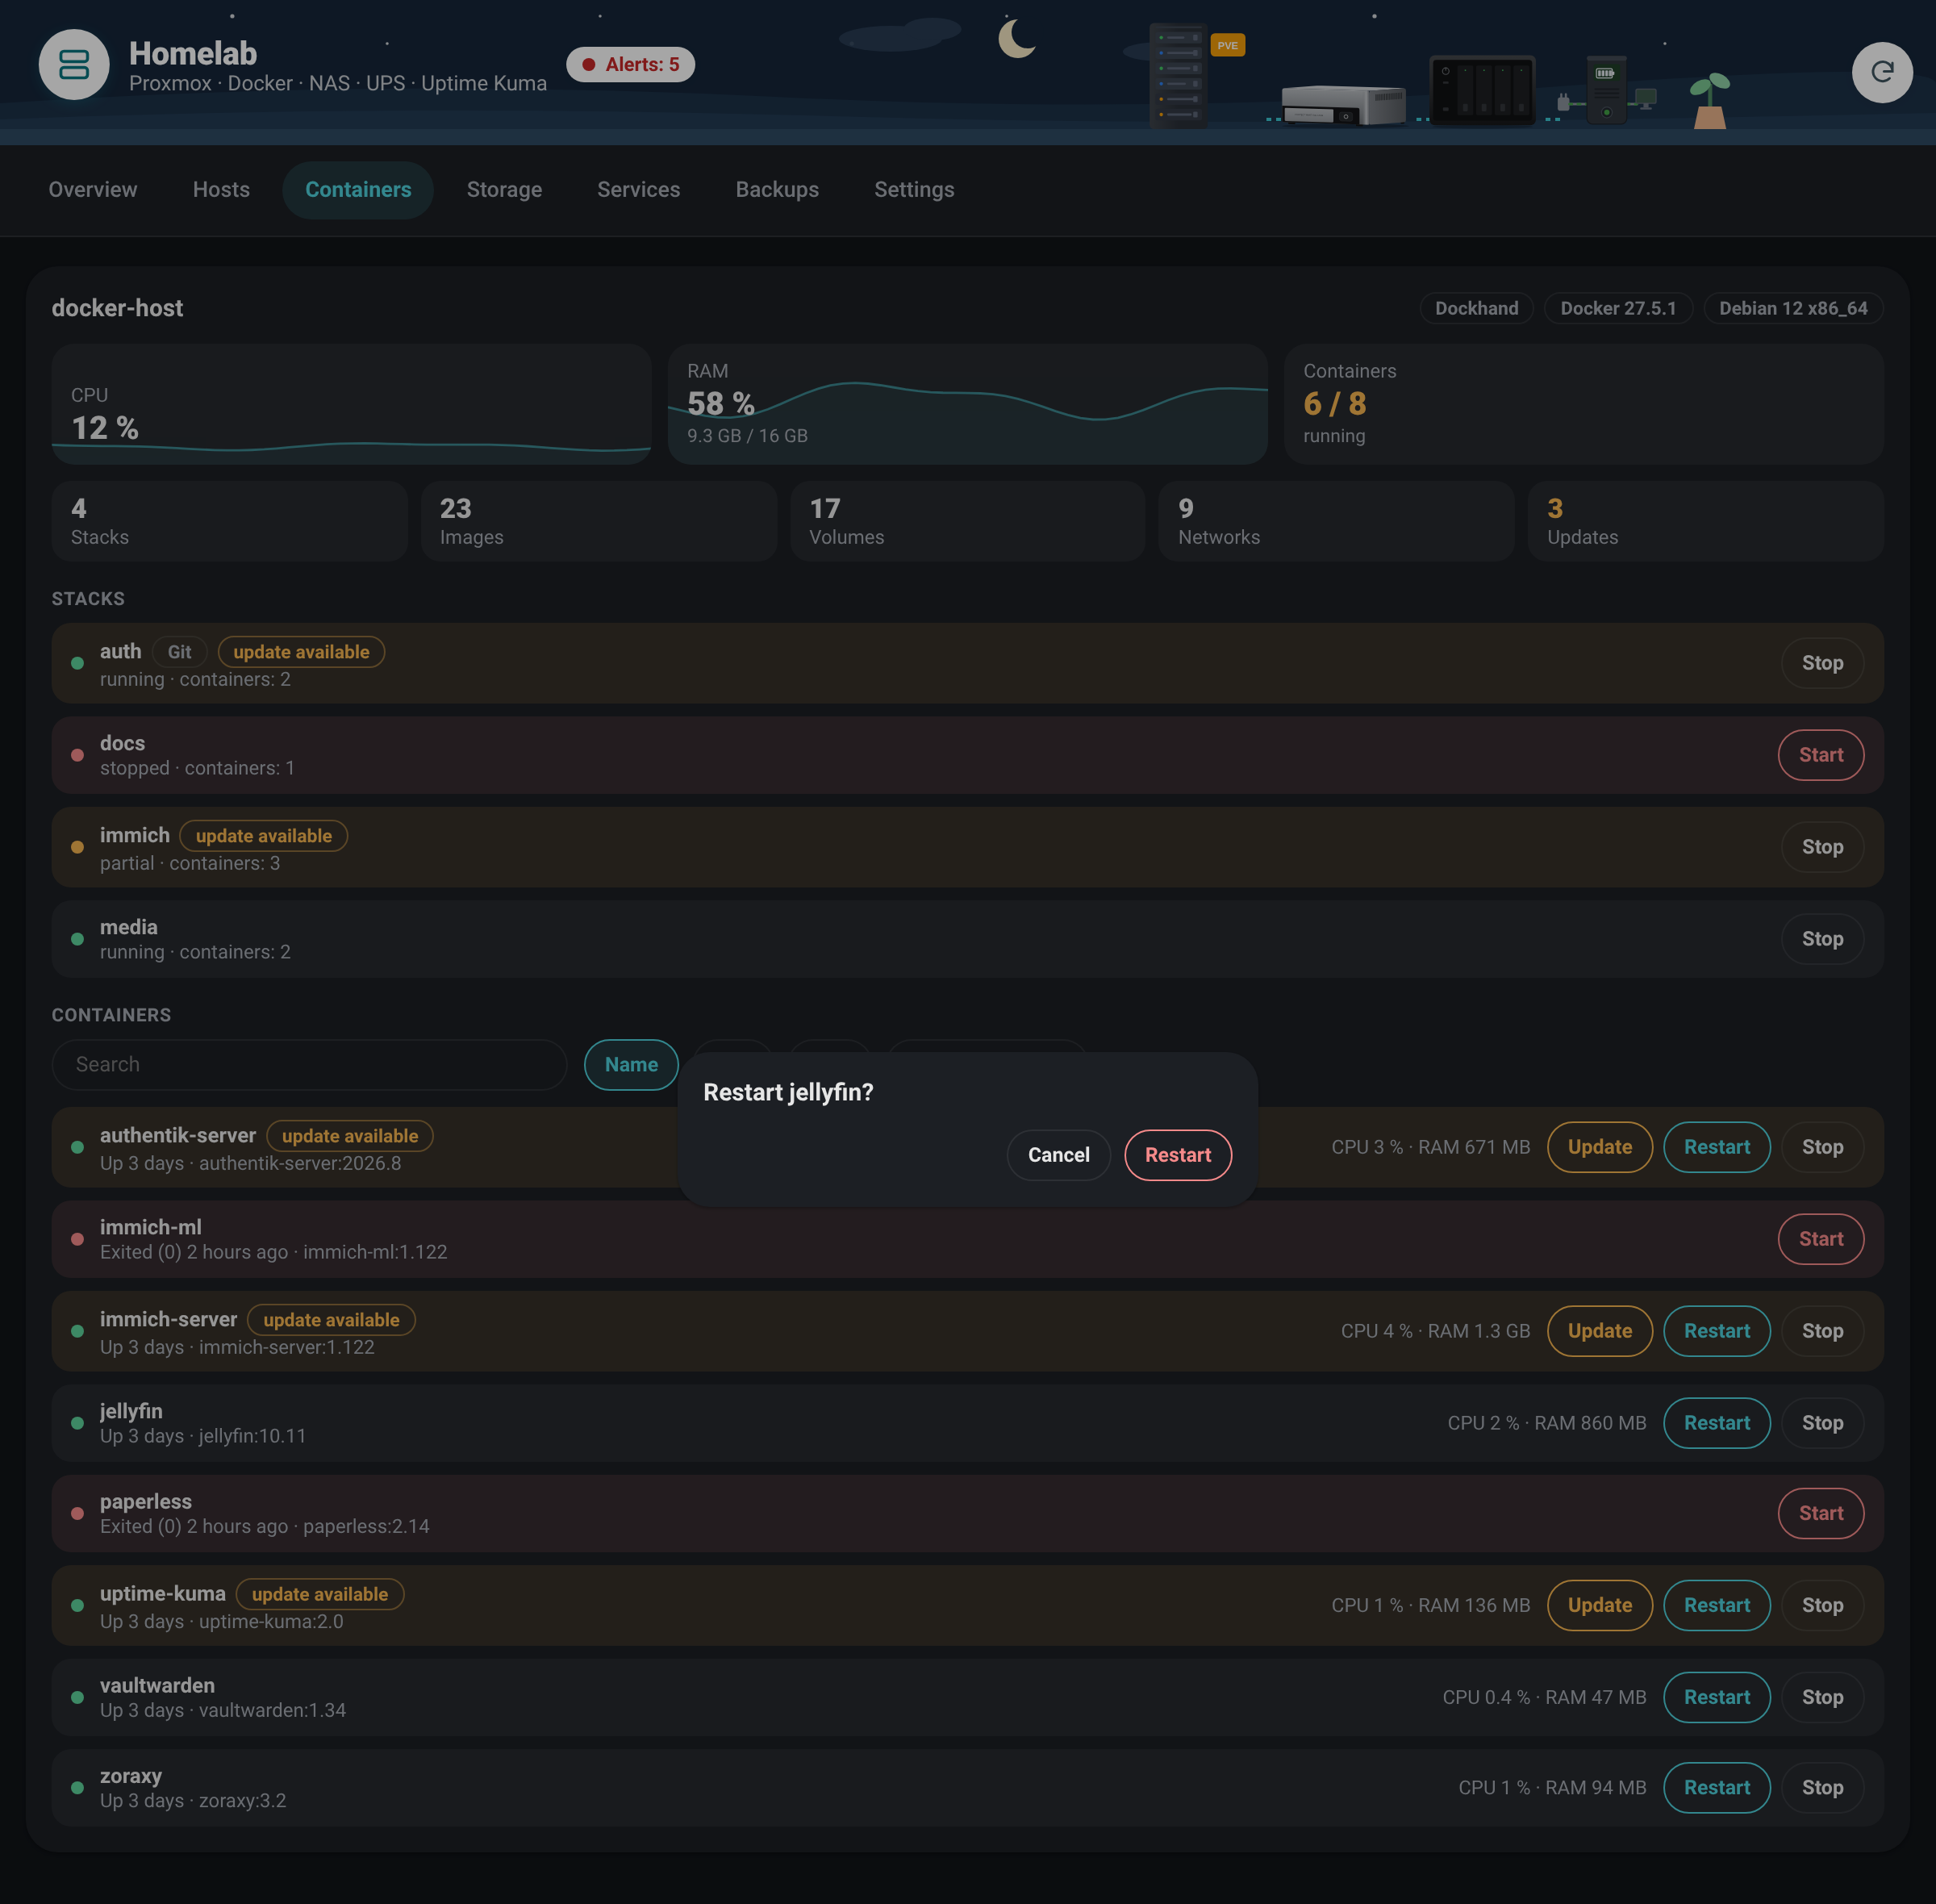 Homelab
Proxmox · Docker · NAS · UPS · Uptime Kuma
Alerts: 5
PVE
Overview
Hosts
Containers
Storage
Services
Backups
Settings
docker-host
Dockhand
Docker 27.5.1
Debian 12 x86_64
CPU
12 %
RAM
58 %
9.3 GB / 16 GB
Containers
6 / 8
running
4
Stacks
23
Images
17
Volumes
9
Networks
3
Updates
STACKS
auth Git update available
running · containers: 2
Stop
docs
stopped · containers: 1
Start
immich update available
partial · containers: 3
Stop
media
running · containers: 2
Stop
CONTAINERS
Search
Name
Restart jellyfin?
Cancel
Restart
authentik-server update available
Up 3 days · authentik-server:2026.8
CPU 3 % · RAM 671 MB
Update
Restart
Stop
immich-ml
Exited (0) 2 hours ago · immich-ml:1.122
Start
immich-server update available
Up 3 days · immich-server:1.122
CPU 4 % · RAM 1.3 GB
Update
Restart
Stop
jellyfin
Up 3 days · jellyfin:10.11
CPU 2 % · RAM 860 MB
Restart
Stop
paperless
Exited (0) 2 hours ago · paperless:2.14
Start
uptime-kuma update available
Up 3 days · uptime-kuma:2.0
CPU 1 % · RAM 136 MB
Update
Restart
Stop
vaultwarden
Up 3 days · vaultwarden:1.34
CPU 0.4 % · RAM 47 MB
Restart
Stop
zoraxy
Up 3 days · zoraxy:3.2
CPU 1 % · RAM 94 MB
Restart
Stop